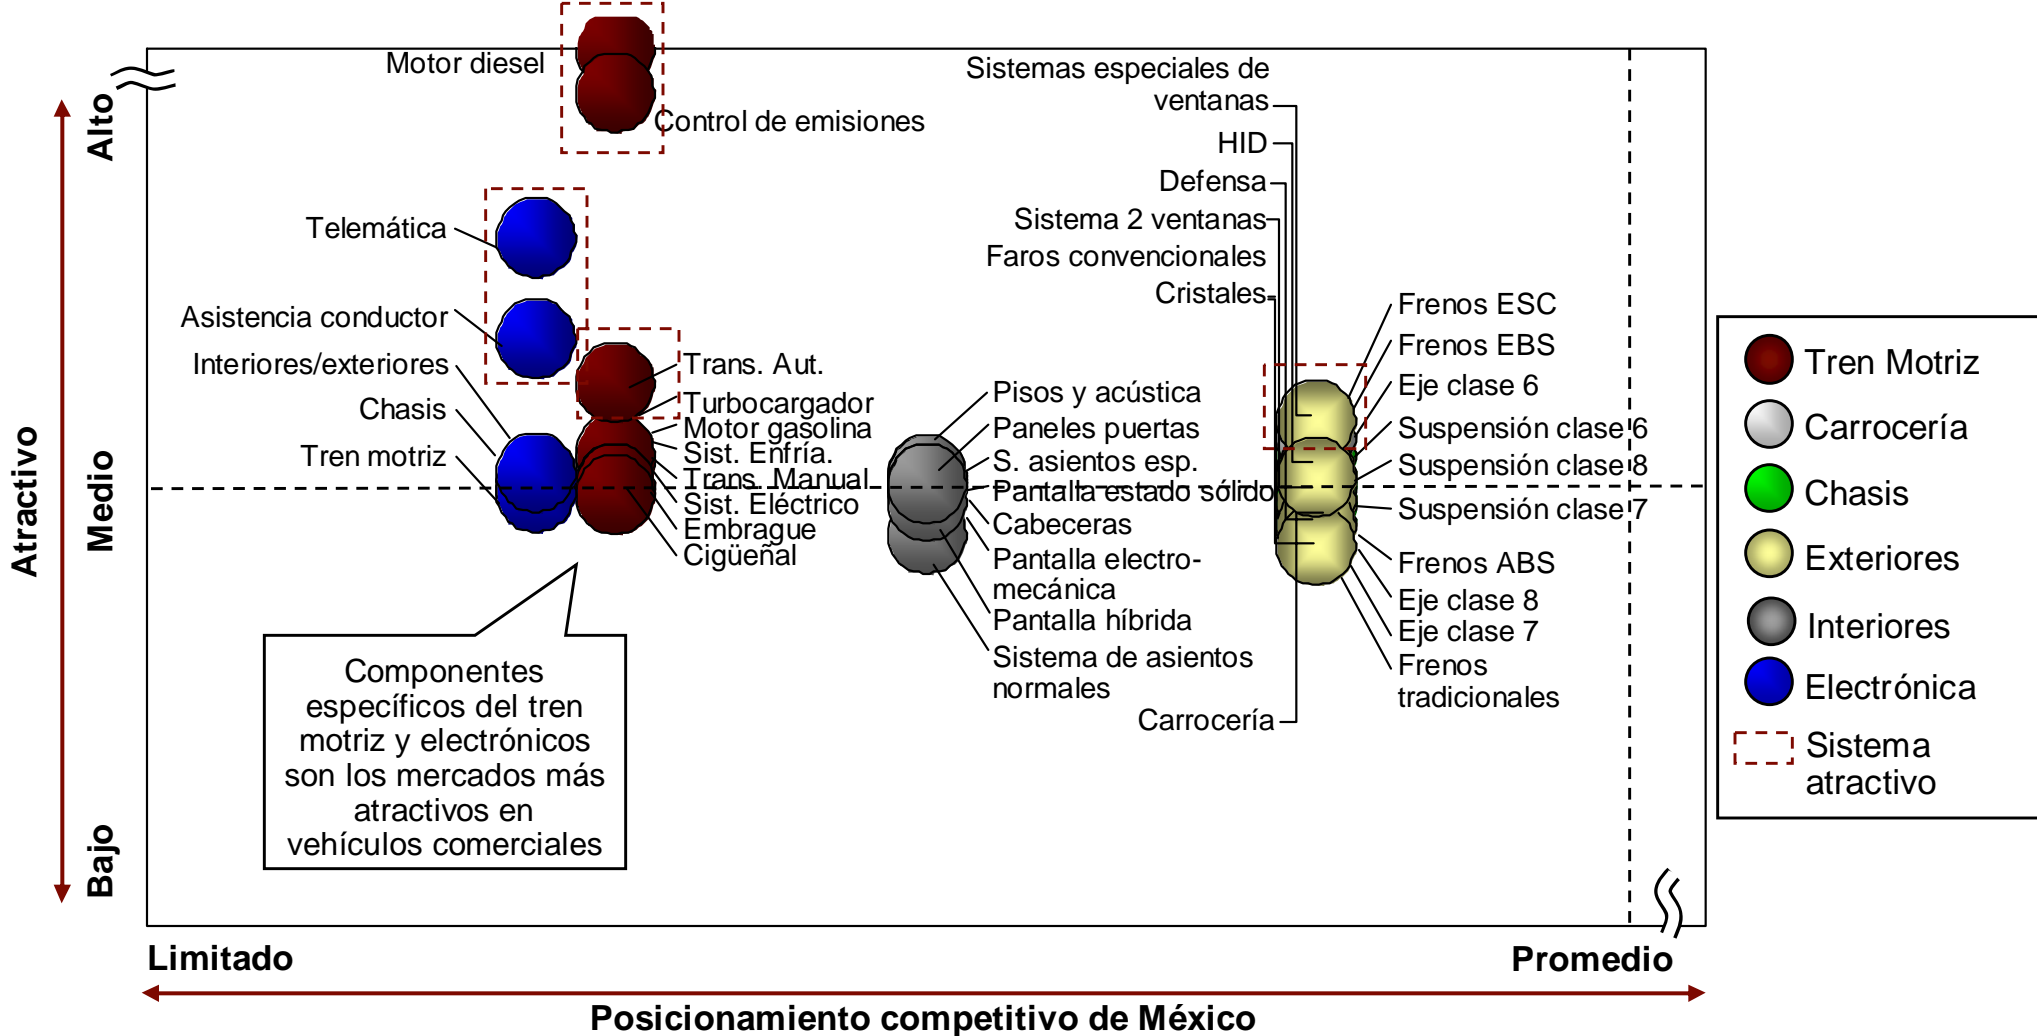 Motor diesel
Control de emisiones
Sistemas especiales de
ventanas
HID
Defensa
Sistema 2 ventanas
Faros convencionales
Cristales
Telemática
Asistencia conductor
Interiores/exteriores
Chasis
Tren motriz
Trans. Aut.
Turbocargador
Motor gasolina
Sist. Enfría.
Trans. Manual
Sist. Eléctrico
Embrague
Cigüeñal
Pisos y acústica
Paneles puertas
S. asientos esp.
Pantalla estado sólido
Cabeceras
Pantalla electro-
mecánica
Pantalla híbrida
Sistema de asientos
normales
Carrocería
Frenos ESC
Frenos EBS
Eje clase 6
Suspensión clase 6
Suspensión clase 8
Suspensión clase 7
Frenos ABS
Eje clase 8
Eje clase 7
Frenos
tradicionales
Componentes
específicos del tren
motriz y electrónicos
son los mercados más
atractivos en
vehículos comerciales
Atractivo
Alto
Medio
Bajo
Limitado
Promedio
Posicionamiento competitivo de México
Tren Motriz
Carrocería
Chasis
Exteriores
Interiores
Electrónica
Sistema
atractivo